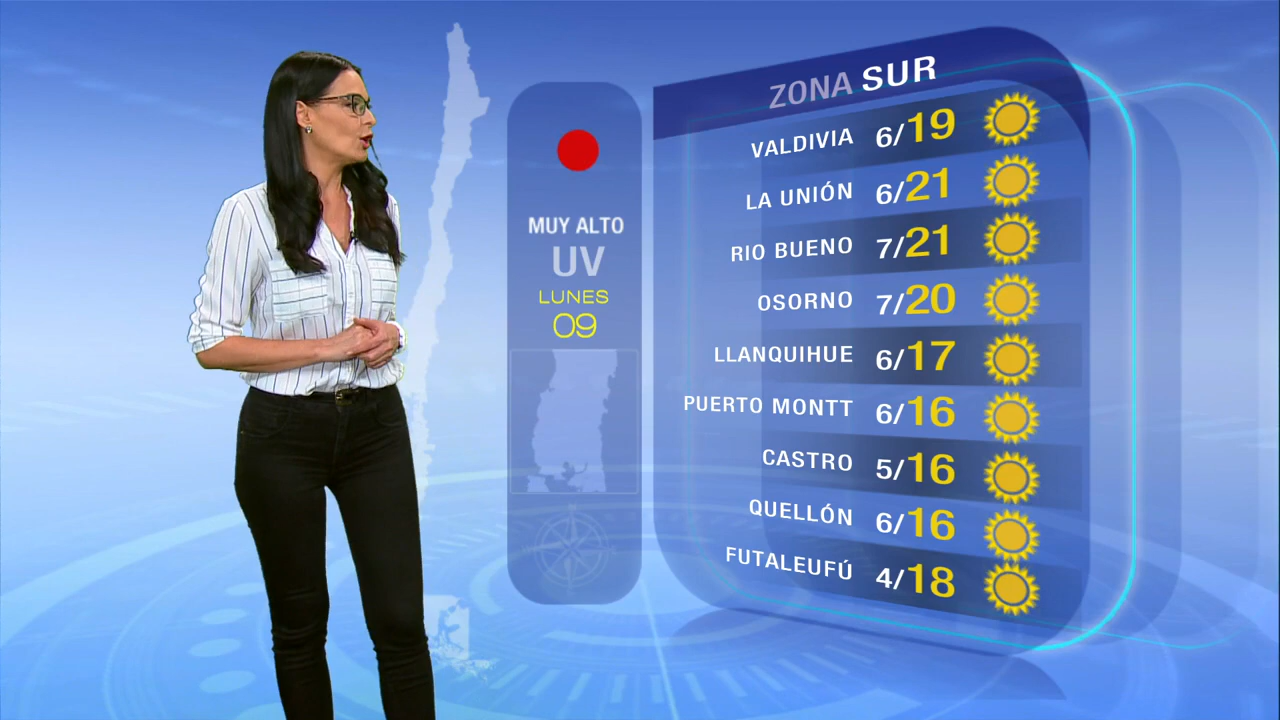 ZONA SUR
VALDIVIA 6/19
LA UNIÓN 6/21
RIO BUENO 7/21
OSORNO 7/20
LLANQUIHUE 6/17
PUERTO MONTT 6/16
CASTRO 5/16
QUELLÓN 6/16
FUTALEUFÚ 4/18
MUY ALTO
UV
LUNES
09